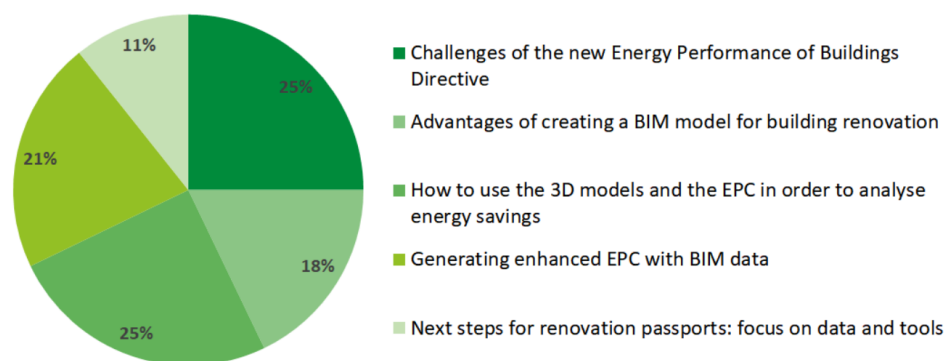 11%
25%
21%
18%
25%
Challenges of the new Energy Performance of Buildings
Directive
Advantages of creating a BIM model for building renovation
How to use the 3D models and the EPC in order to analyse
energy savings
Generating enhanced EPC with BIM data
Next steps for renovation passports: focus on data and tools